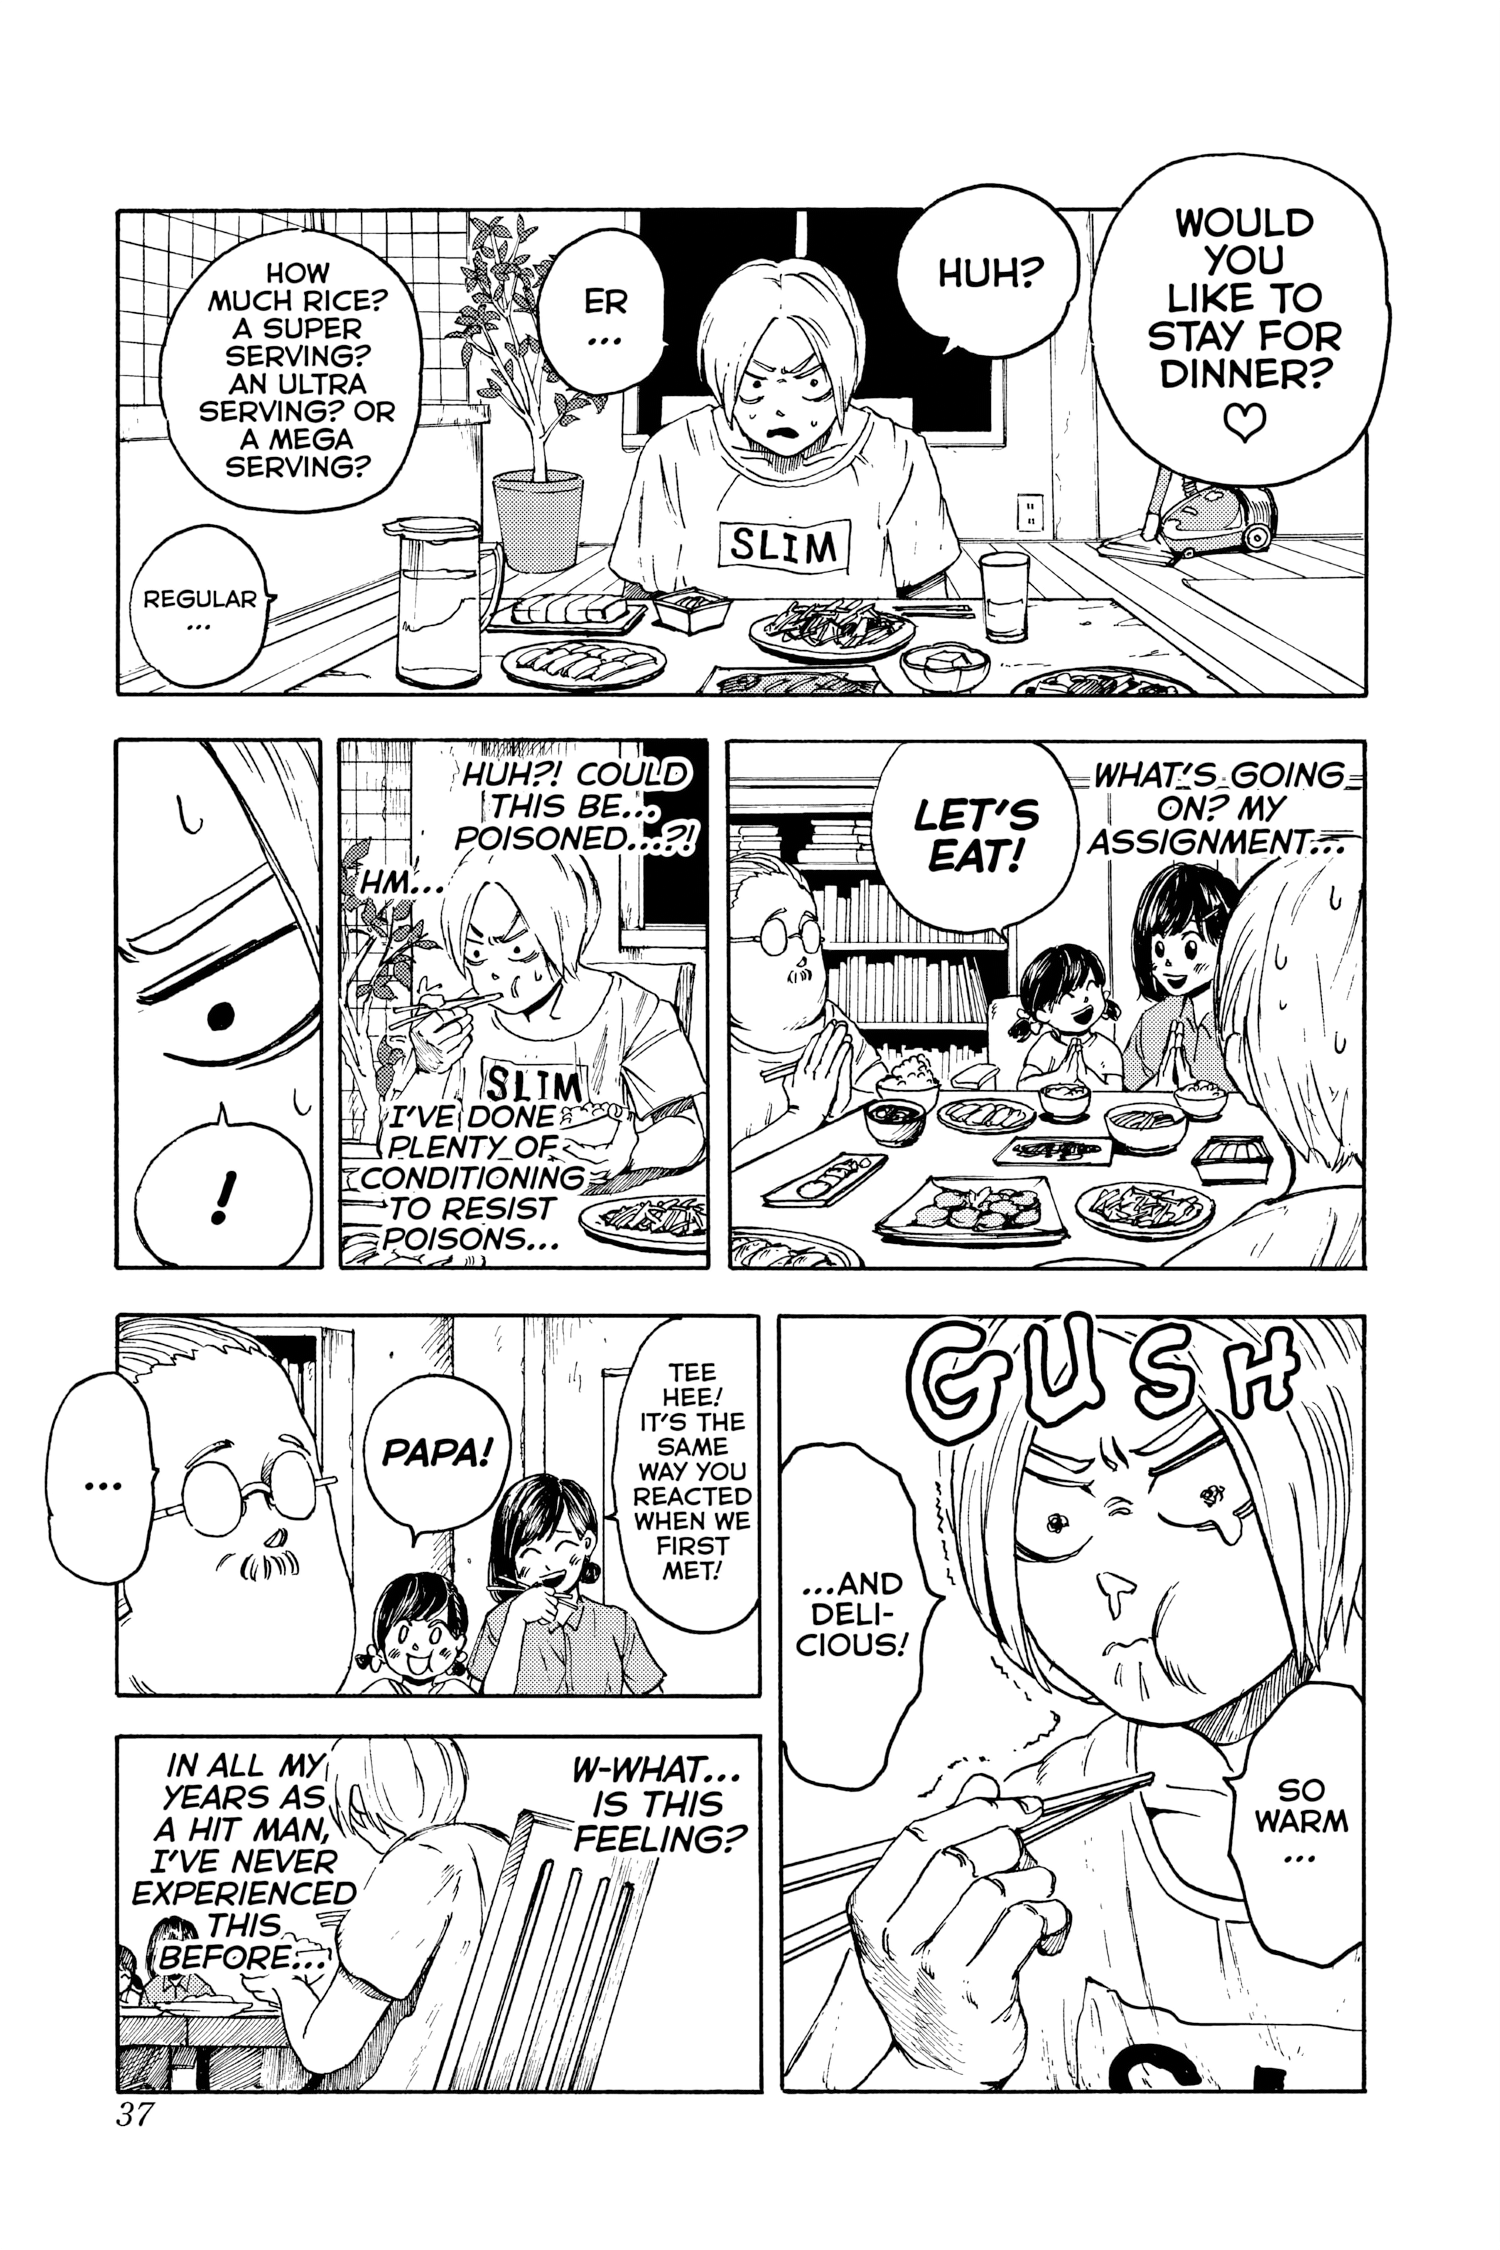 WOULD
YOU
LIKE TO
STAY FOR
DINNER?
♡
HUH?
ER
...
HOW
MUCH RICE?
A SUPER
SERVING?
AN ULTRA
SERVING? OR
A MEGA
SERVING?
REGULAR
...
SLIM
WHAT'S GOING
ON? MY
ASSIGNMENT...
LET'S
EAT!
HUH?! COULD
THIS BE...
POISONED...?!
HM...
SLIM
I'VE DONE
PLENTY OF
CONDITIONING
TO RESIST
POISONS...
!
GUSH
SO
WARM
...
...AND
DELI-
CIOUS!
TEE
HEE!
IT'S THE
SAME
WAY YOU
REACTED
WHEN WE
FIRST
MET!
PAPA!
...
W-WHAT...
IS THIS
FEELING?
IN ALL MY
YEARS AS
A HIT MAN,
I'VE NEVER
EXPERIENCED
THIS
BEFORE...
37